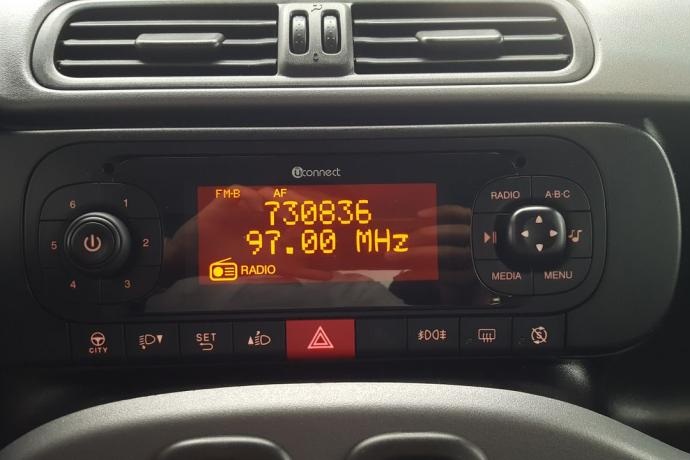 uconnect
FM-B AF
730836
97.00 MHz
RADIO
6 1
5 2
4 3
RADIO A·B·C
MEDIA MENU
CITY
SET